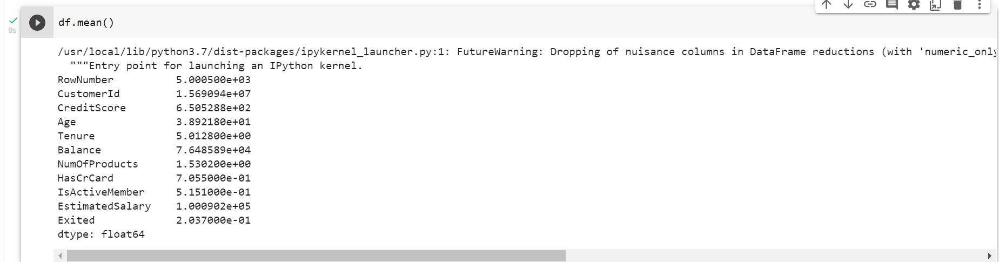 df.mean()
0s
/usr/local/lib/python3.7/dist-packages/ipykernel_launcher.py:1: FutureWarning: Dropping of nuisance columns in DataFrame reductions (with 'numeric_only
"""Entry point for launching an IPython kernel.
RowNumber 5.000500e+03
CustomerId 1.569094e+07
CreditScore 6.505288e+02
Age 3.892180e+01
Tenure 5.012800e+00
Balance 7.648589e+04
NumOfProducts 1.530200e+00
HasCrCard 7.055000e-01
IsActiveMember 5.151000e-01
EstimatedSalary 1.000902e+05
Exited 2.037000e-01
dtype: float64